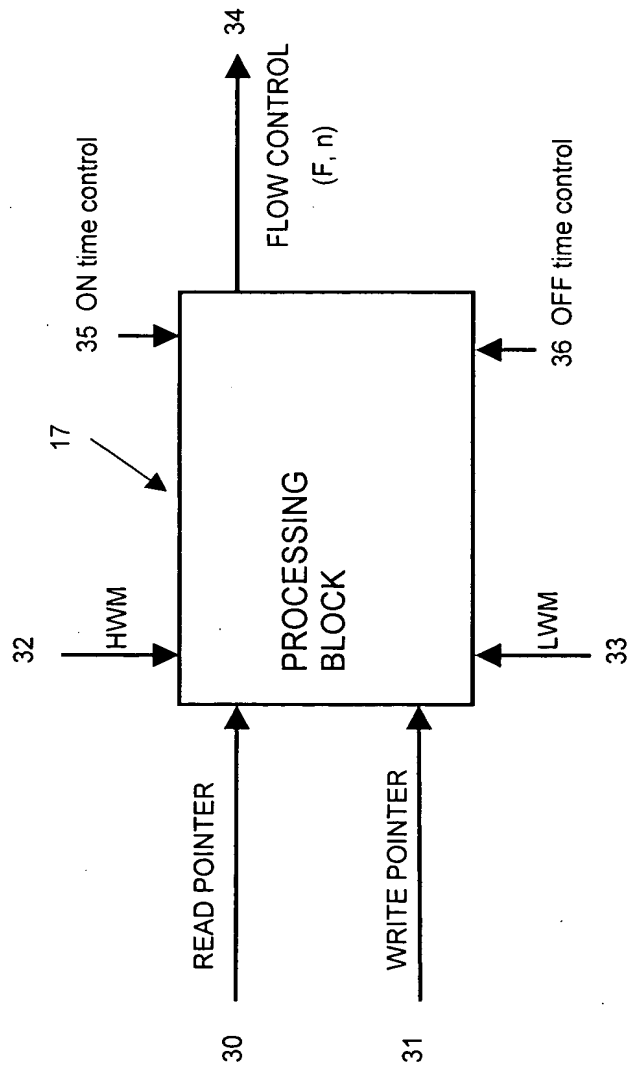 17
32
HWM
35 ON time control
30
READ POINTER
PROCESSING
BLOCK
34
FLOW CONTROL
(F, n)
31
WRITE POINTER
LWM
33
36 OFF time control